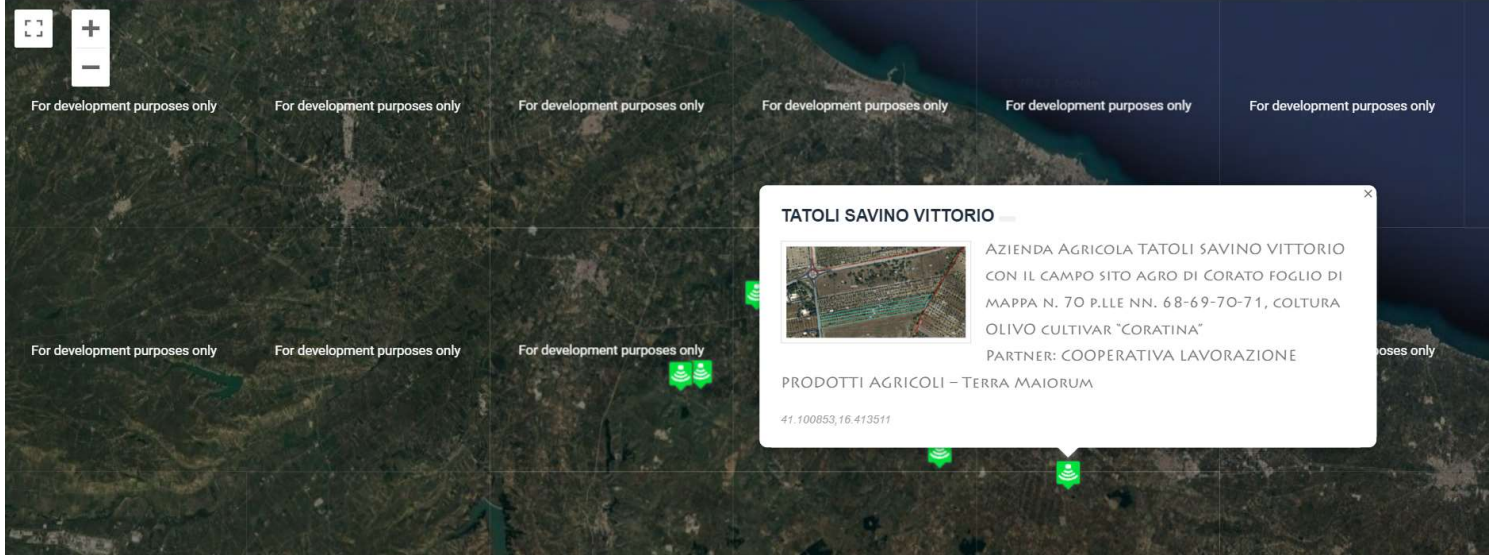 For development purposes only
For development purposes only
For development purposes only
For development purposes only
For development purposes only
For development purposes only
TATOLI SAVINO VITTORIO
AZIENDA AGRICOLA TATOLI SAVINO VITTORIO
CON IL CAMPO SITO AGRO DI CORATO FOGLIO DI
MAPPA N. 70 P.LLE NN. 68-69-70-71, COLTURA
OLIVO CULTIVAR "CORATINA"
PARTNER: COOPERATIVA LAVORAZIONE
PRODOTTI AGRICOLI – TERRA MAIORUM
41.100853,16.413511
For development purposes only
For development purposes only
For development purposes only
only